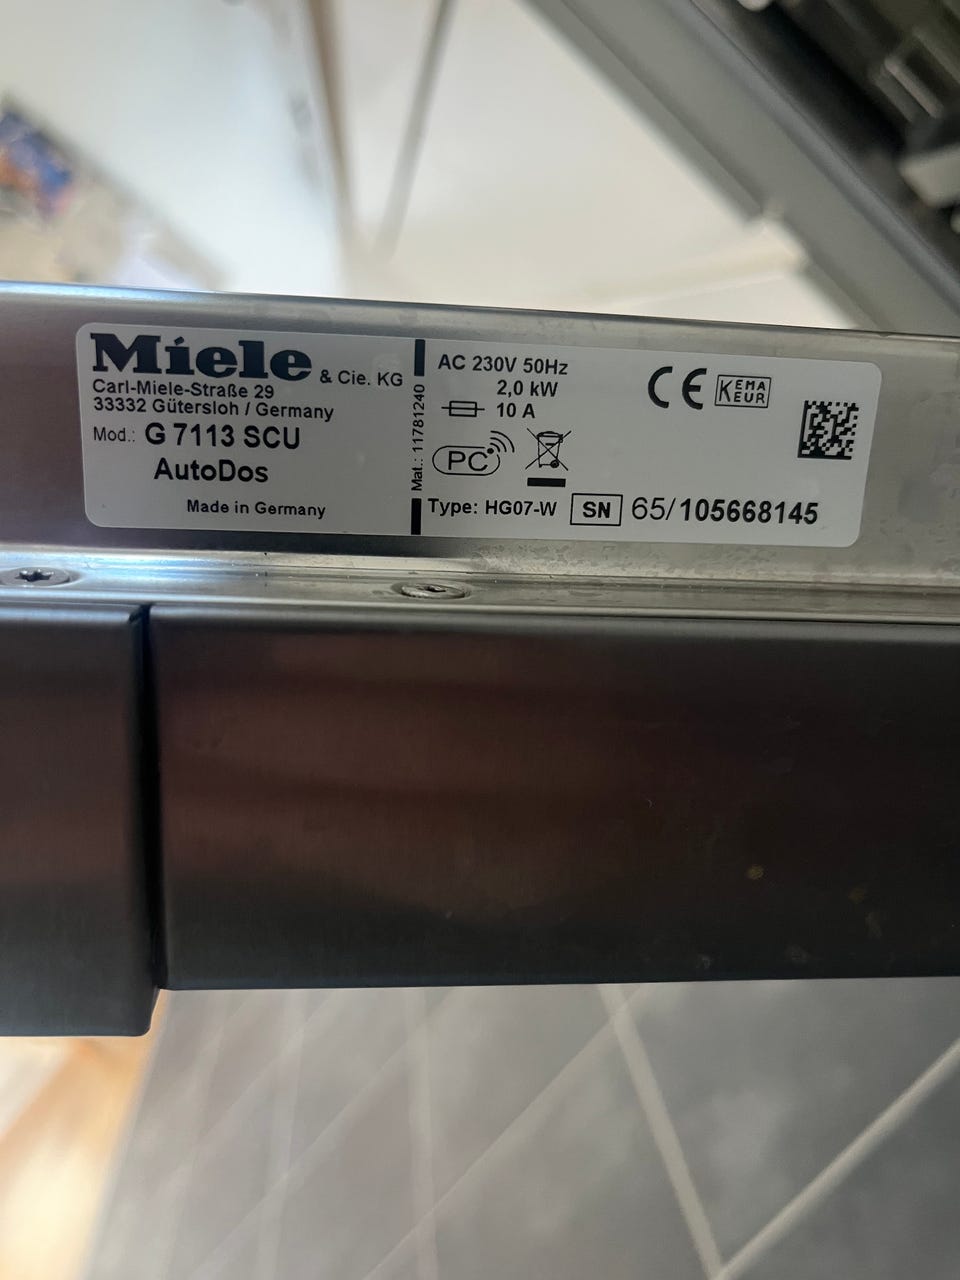 Miele & Cie. KG
Carl-Miele-Straße 29
33332 Gütersloh / Germany
Mod.: G 7113 SCU
AutoDos
Made in Germany
Mat.: 11781240
AC 230V 50Hz
2,0 kW
10 A
PC
Type: HG07-W SN 65/105668145
CE
KEMA
KEUR